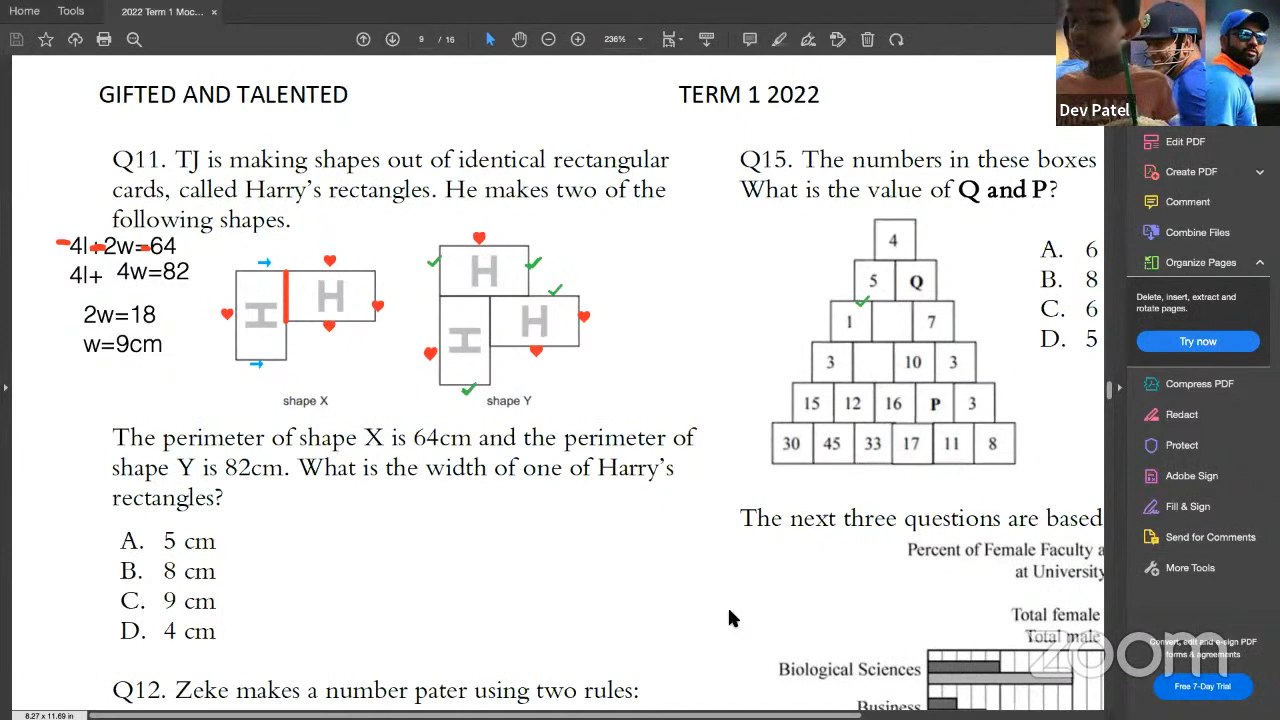 Home Tools 2022 Term 1 Moc... ×
9 / 16 236%
GIFTED AND TALENTED
TERM 1 2022
Q11. TJ is making shapes out of identical rectangular
cards, called Harry's rectangles. He makes two of the
following shapes.
4l+2w=64
4l+ 4w=82
2w=18
w=9cm
H H
H
H H
shape X
shape Y
The perimeter of shape X is 64cm and the perimeter of
shape Y is 82cm. What is the width of one of Harry's
rectangles?
A. 5 cm
B. 8 cm
C. 9 cm
D. 4 cm
Q12. Zeke makes a number pater using two rules:
Q15. The numbers in these boxes
What is the value of Q and P?
4
5 Q
1 7
3 10 3
15 12 16 P 3
30 45 33 17 11 8
A. 6
B. 8
C. 6
D. 5
The next three questions are based
Percent of Female Faculty a
at University
Total female
Total male
Biological Sciences
Business
Dev Patel
Edit PDF
Create PDF
Comment
Combine Files
Organize Pages
Delete, insert, extract and
rotate pages.
Try now
Compress PDF
Redact
Protect
Adobe Sign
Fill & Sign
Send for Comments
More Tools
Convert, edit and e-sign PDF
forms & agreements
Free 7-Day Trial
zoom
8.27 x 11.69 in